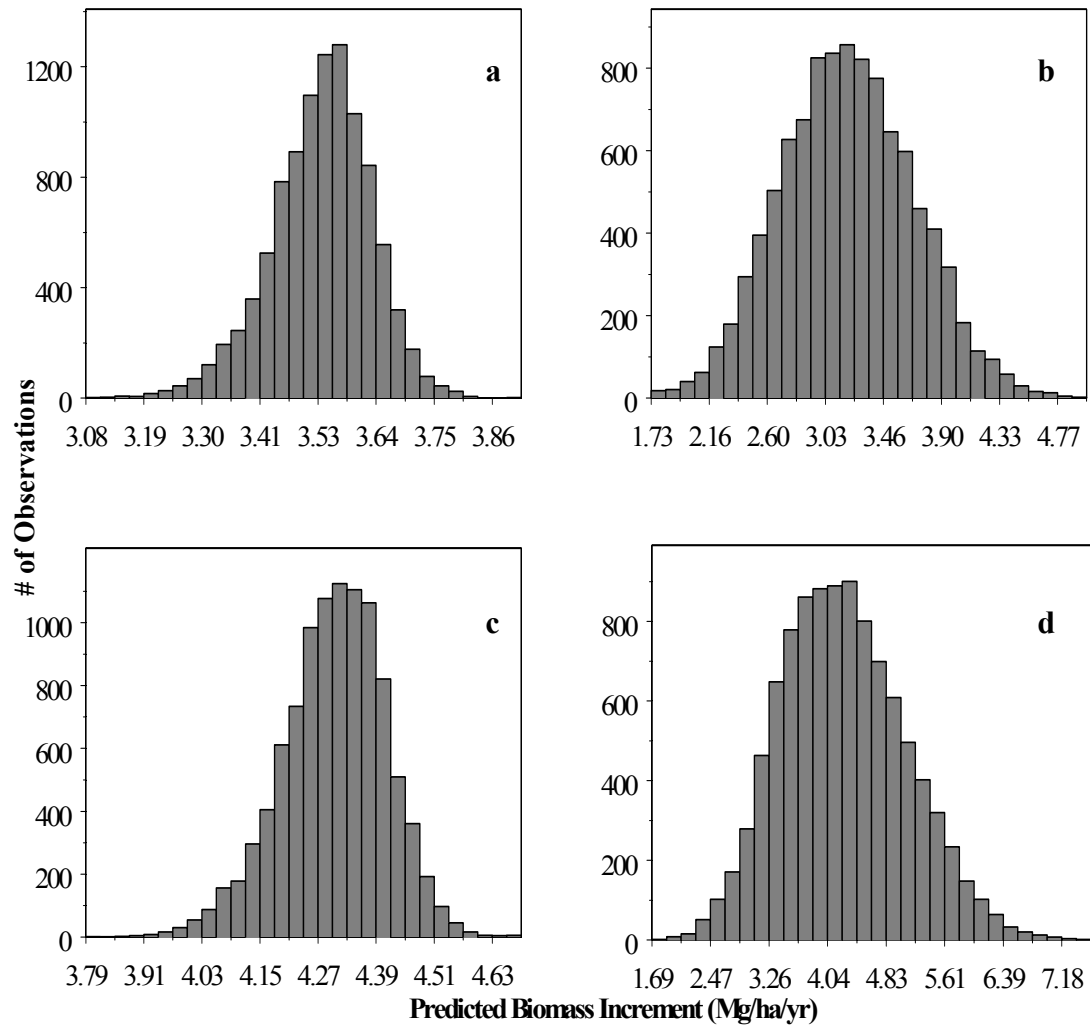 a
1200
800
400
0
3.08 3.19 3.30 3.41 3.53 3.64 3.75 3.86
b
800
600
400
200
0
1.73 2.16 2.60 3.03 3.46 3.90 4.33 4.77
# of Observations
c
1000
800
600
400
200
0
3.79 3.91 4.03 4.15 4.27 4.39 4.51 4.63
d
800
600
400
200
0
1.69 2.47 3.26 4.04 4.83 5.61 6.39 7.18
Predicted Biomass Increment (Mg/ha/yr)